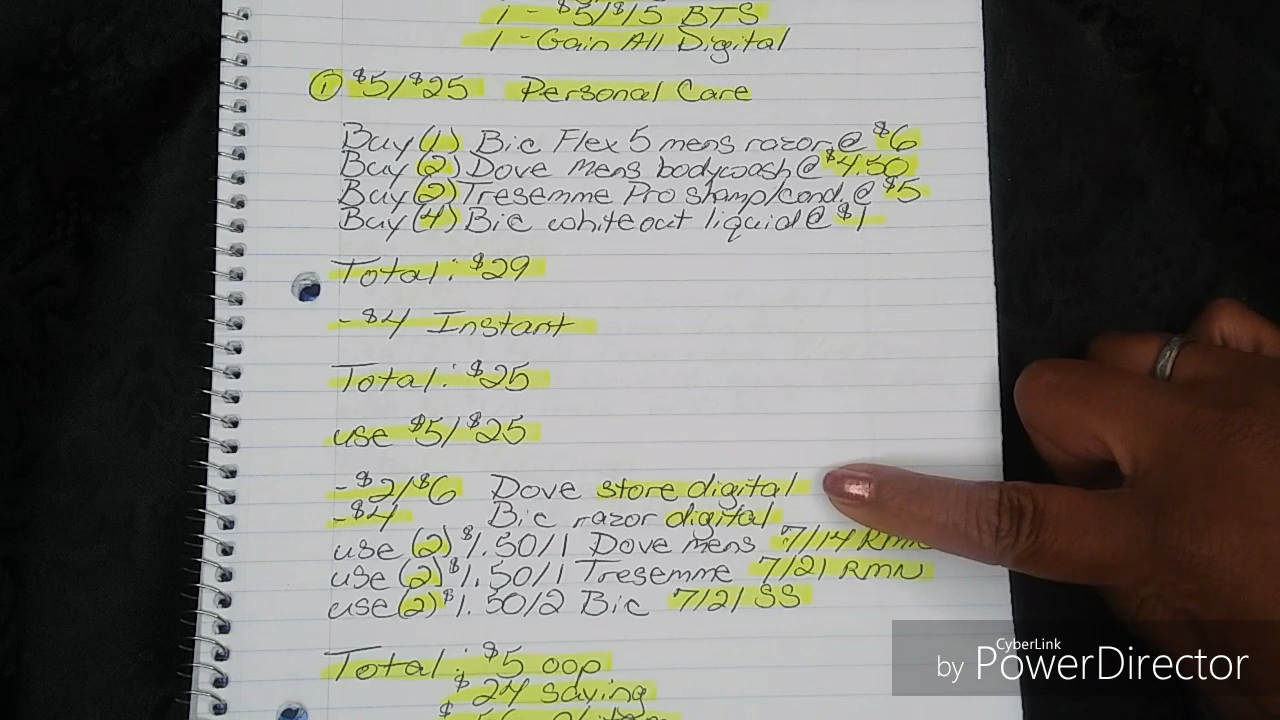 1 - $5/$15 BTS
1 - Gain All Digital
① $5/$25 Personal Care
Buy (1) Bic Flex 5 mens razor @ $6
Buy (2) Dove Mens bodywash @ $4.50
Buy (2) Tresemme Pro shamp/cond. @ $5
Buy (4) Bic whiteout liquid @ $1
Total: $29
-$4 Instant
Total: $25
use $5/$25
-$2/$6 Dove store digital
-$4 Bic razor digital
use (2) $1.50/1 Dove mens 7/14 RMN
use (2) $1.50/1 Tresemme 7/21 RMN
use (2) $1.50/2 Bic 7/21 SS
Total: $5 oop
$24 saving
CyberLink
by PowerDirector